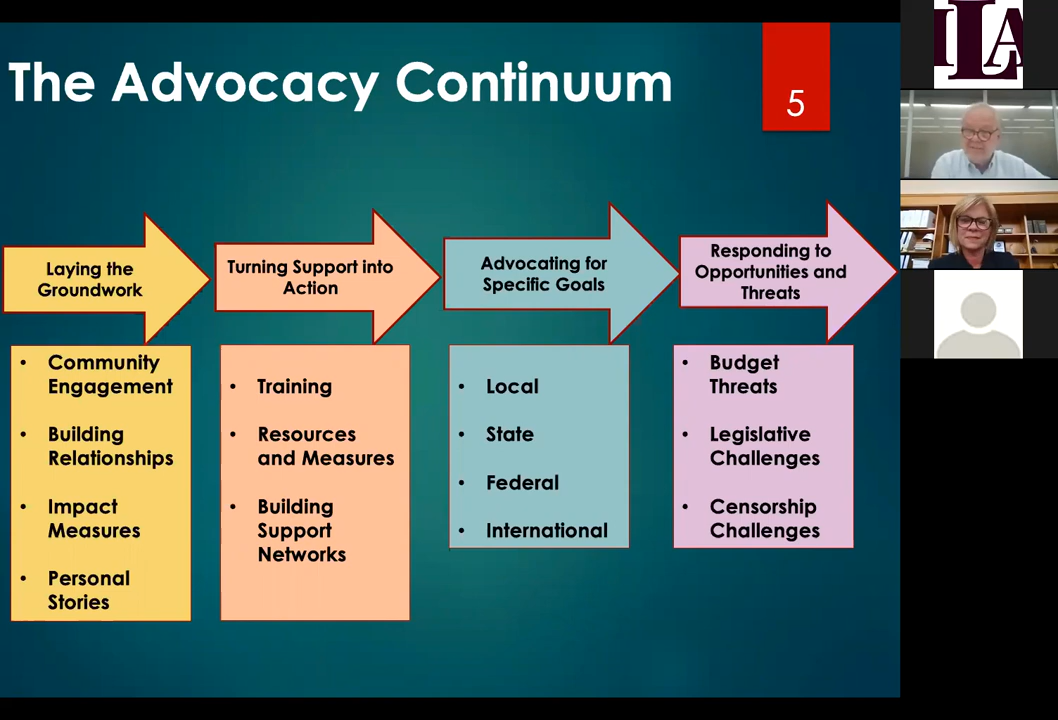 The Advocacy Continuum
5
Laying the
Groundwork
Turning Support into
Action
Advocating for
Specific Goals
Responding to
Opportunities and
Threats
• Community
Engagement
• Building
Relationships
• Impact
Measures
• Personal
Stories
• Training
• Resources
and Measures
• Building
Support
Networks
• Local
• State
• Federal
• International
• Budget
Threats
• Legislative
Challenges
• Censorship
Challenges
ILA